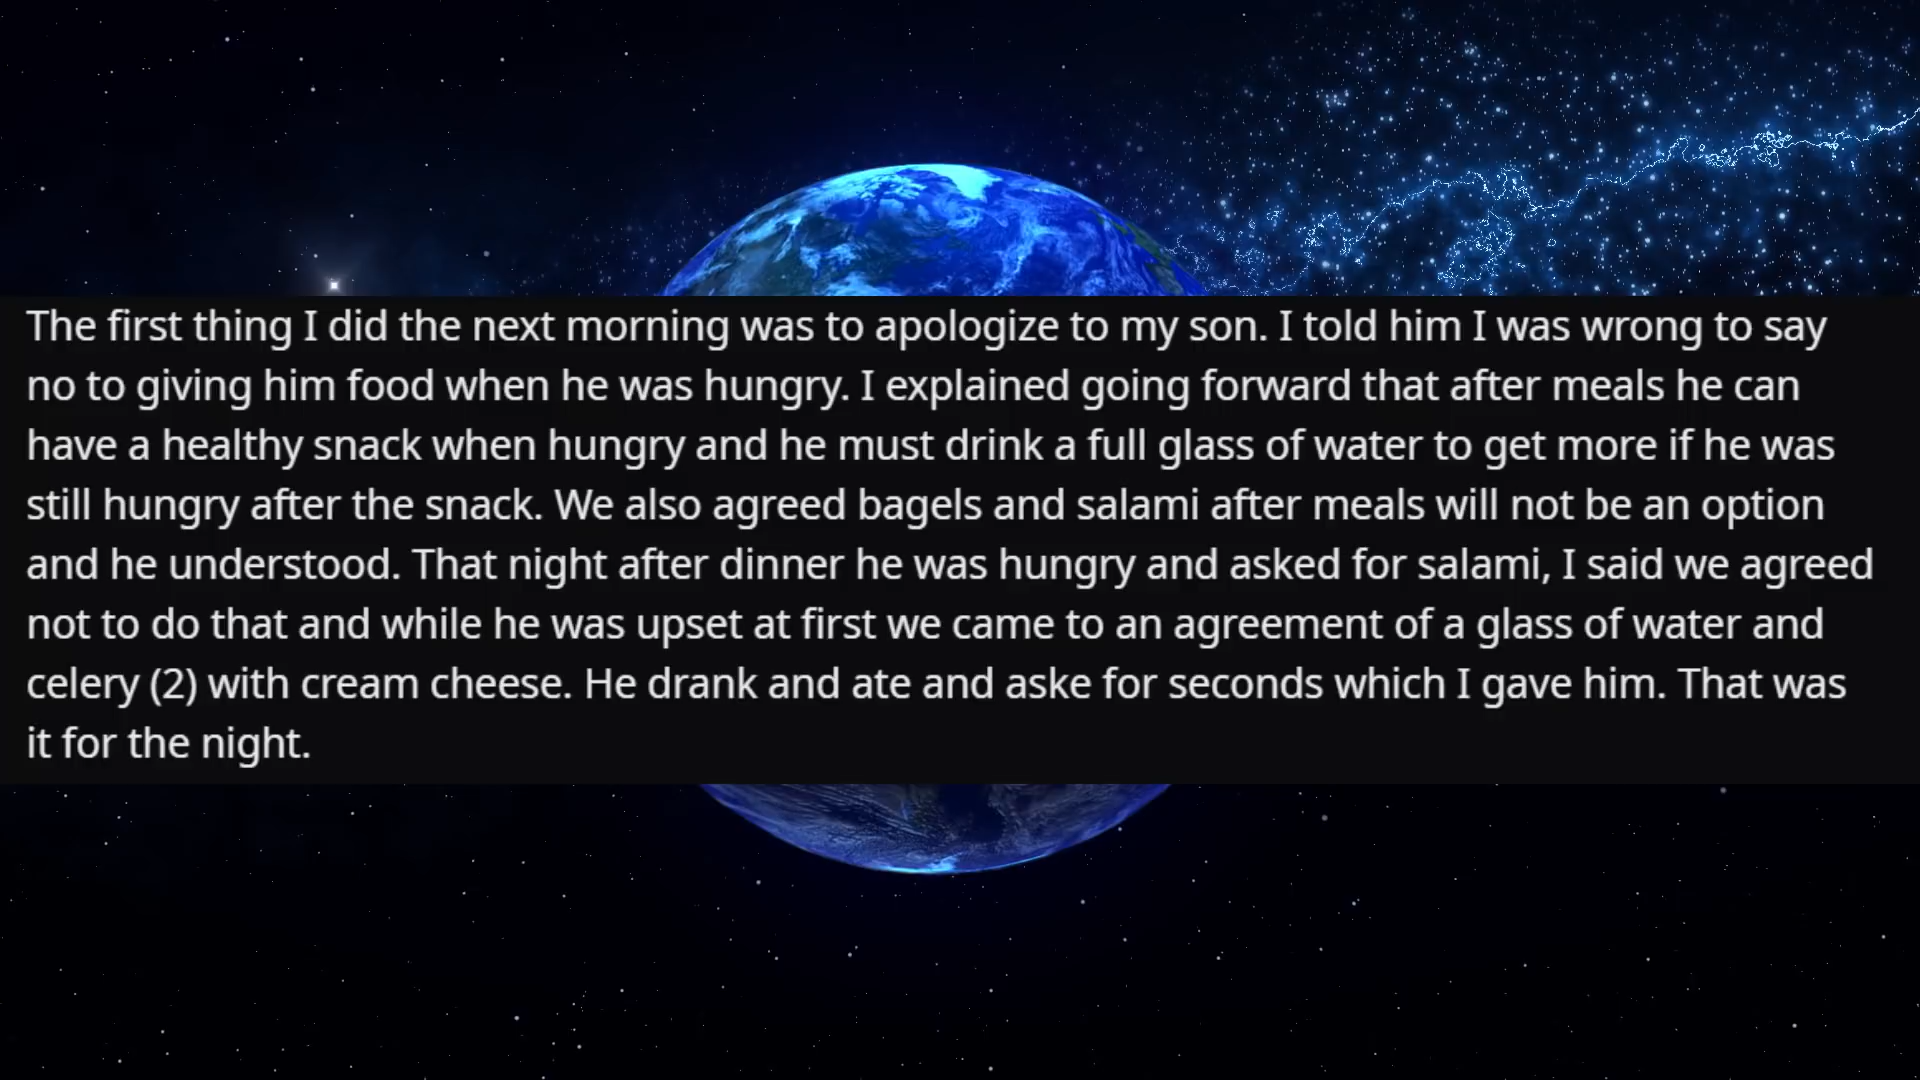 The first thing I did the next morning was to apologize to my son. I told him I was wrong to say
no to giving him food when he was hungry. I explained going forward that after meals he can
have a healthy snack when hungry and he must drink a full glass of water to get more if he was
still hungry after the snack. We also agreed bagels and salami after meals will not be an option
and he understood. That night after dinner he was hungry and asked for salami, I said we agreed
not to do that and while he was upset at first we came to an agreement of a glass of water and
celery (2) with cream cheese. He drank and ate and aske for seconds which I gave him. That was
it for the night.